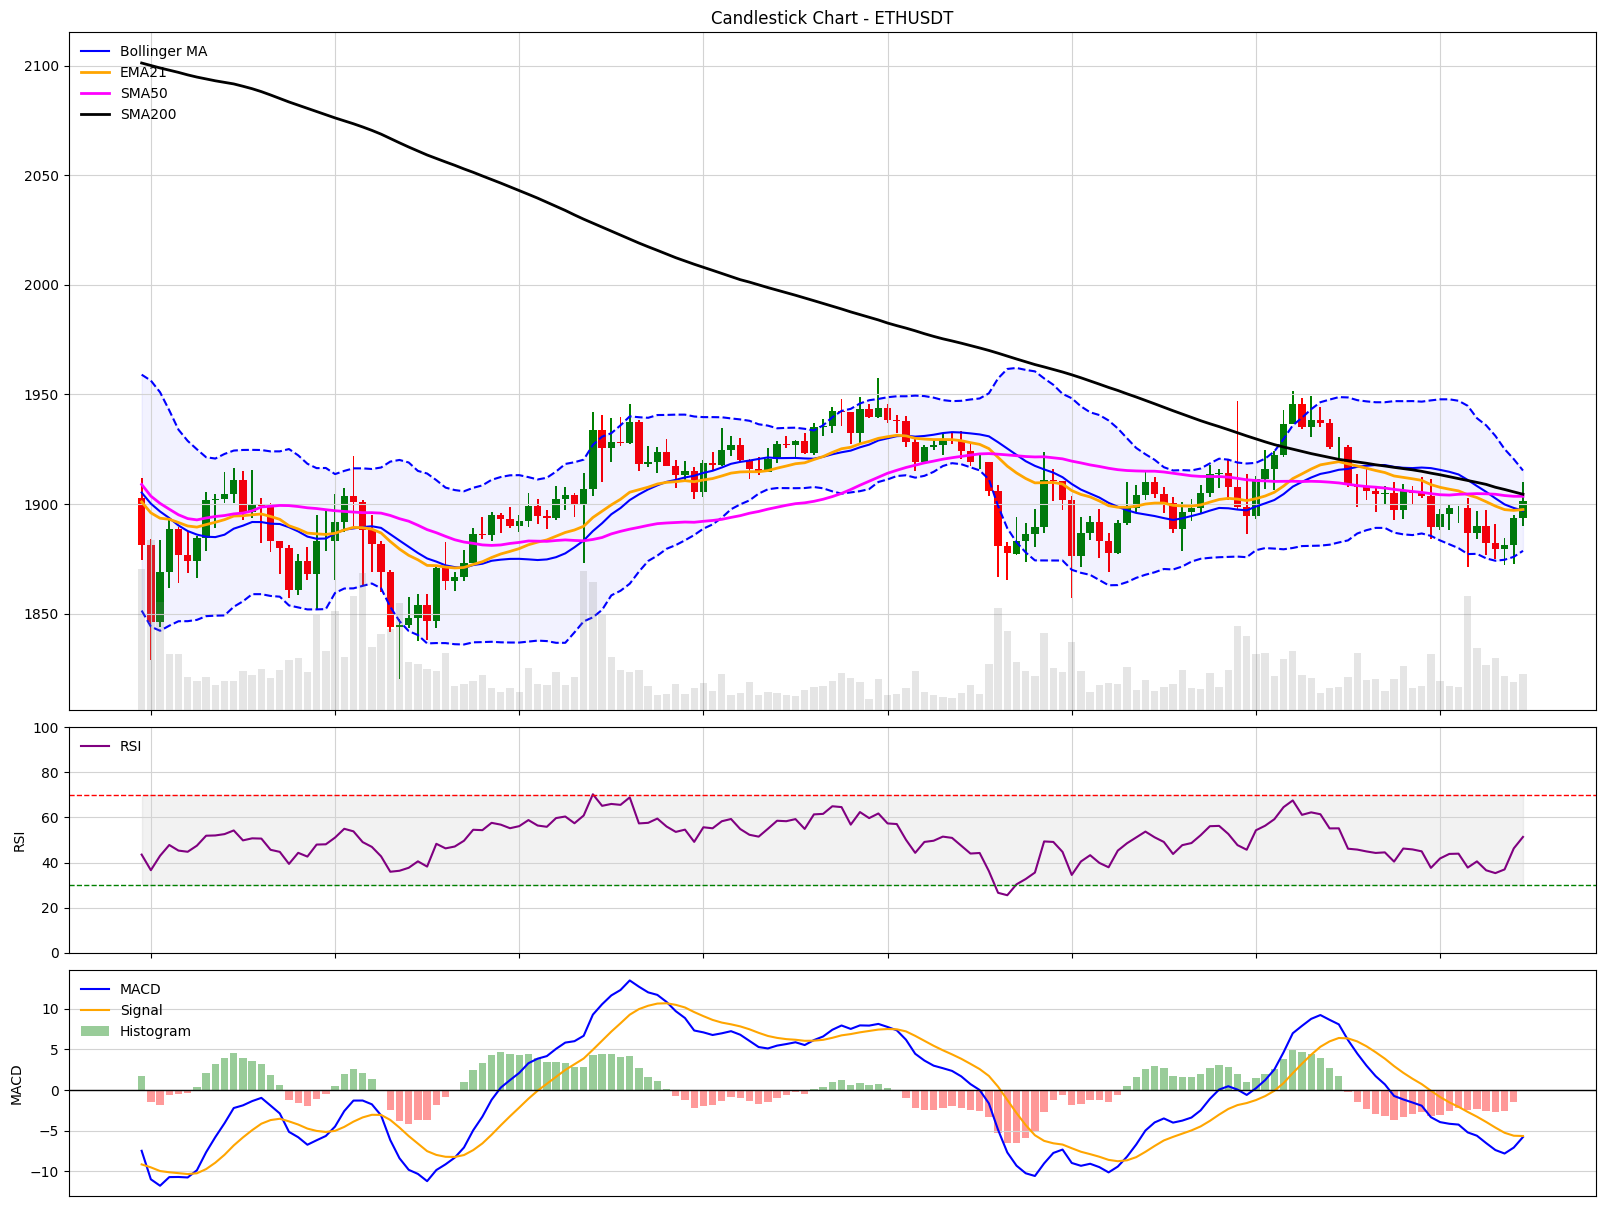 Candlestick Chart - ETHUSDT
Bollinger MA
EMA21
SMA50
SMA200
2100
2050
2000
1950
1900
1850
RSI
100
80
60
40
20
0
RSI
MACD
Signal
Histogram
10
5
0
−5
−10
MACD